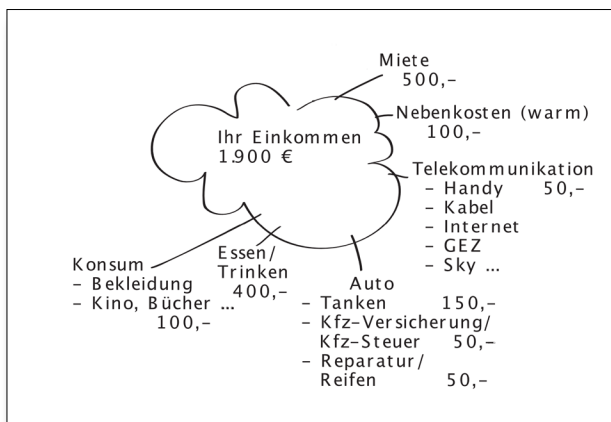 Miete
500,–
Nebenkosten (warm)
100,–
Ihr Einkommen
1.900 €
Telekommunikation
– Handy 50,–
– Kabel
– Internet
– GEZ
– Sky ...
Essen/
Trinken
400,–
Konsum
– Bekleidung
– Kino, Bücher ...
100,–
Auto
– Tanken 150,–
– Kfz-Versicherung/
Kfz-Steuer 50,–
– Reparatur/
Reifen 50,–